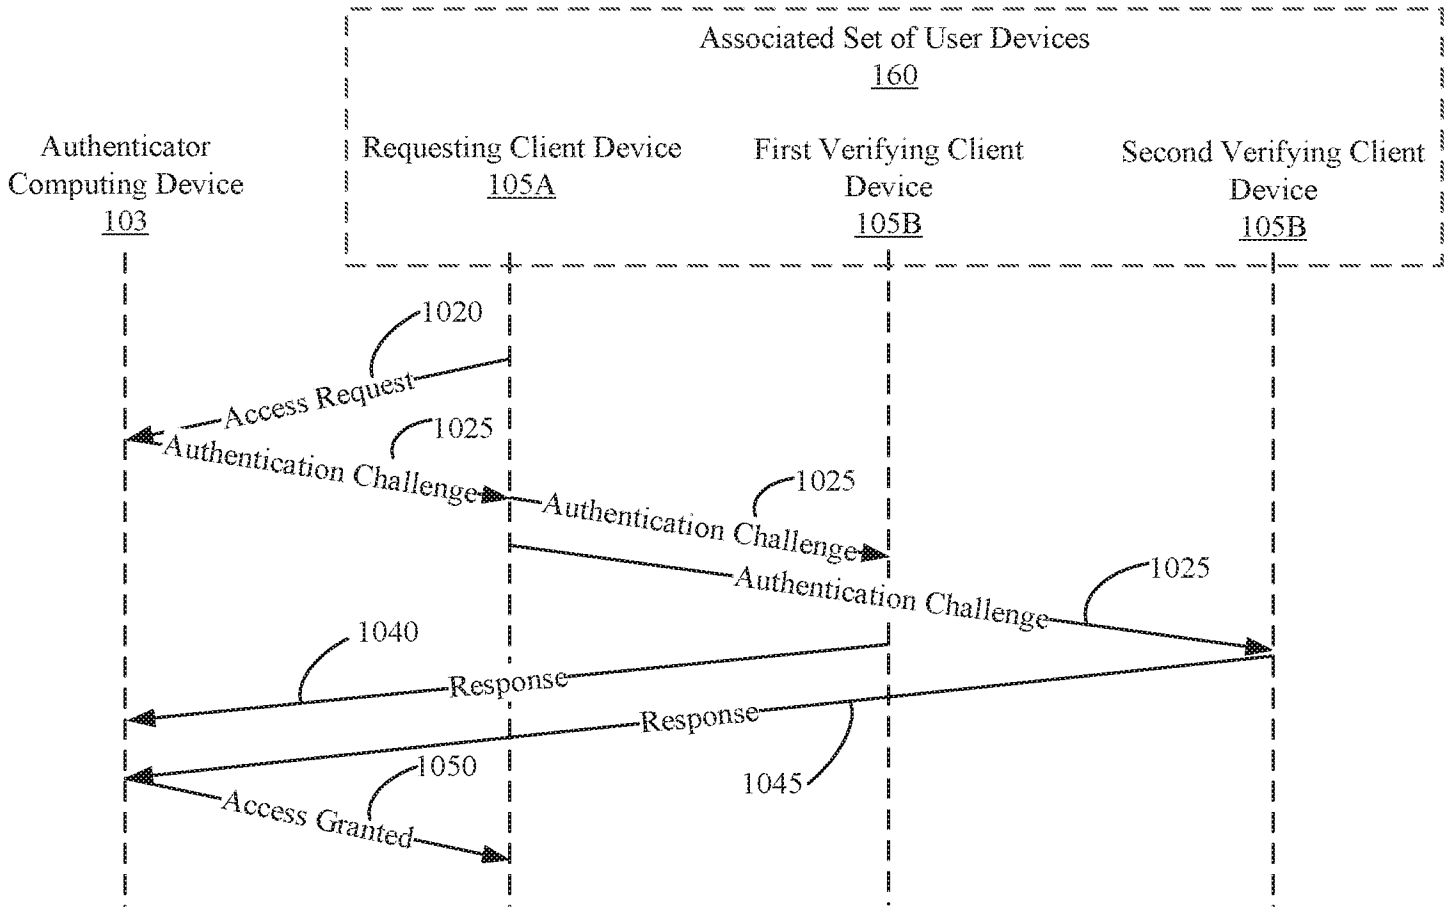 Associated Set of User Devices
160
Authenticator
Computing Device
103
Requesting Client Device
105A
First Verifying Client
Device
105B
Second Verifying Client
Device
105B
1020
Access Request
1025
Authentication Challenge
1025
Authentication Challenge
1025
Authentication Challenge
1040
Response
Response
1045
1050
Access Granted